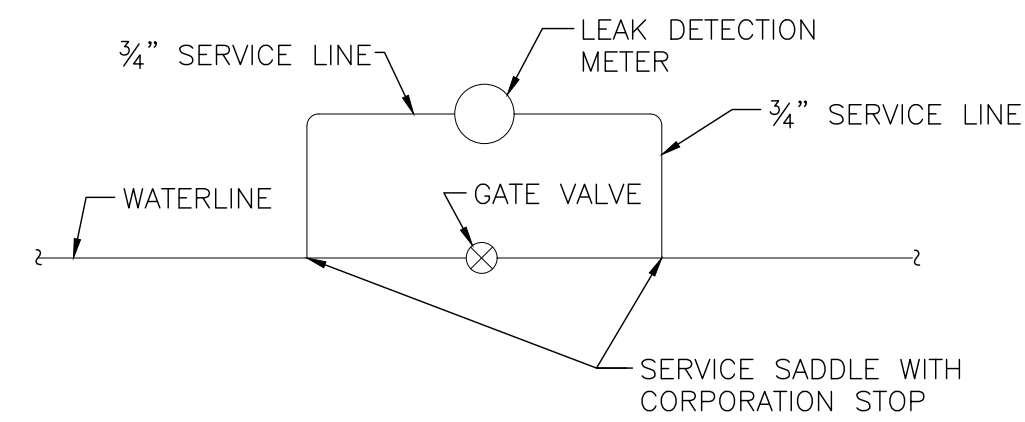 LEAK DETECTION
METER
¾” SERVICE LINE
¾” SERVICE LINE
WATERLINE
GATE VALVE
SERVICE SADDLE WITH
CORPORATION STOP